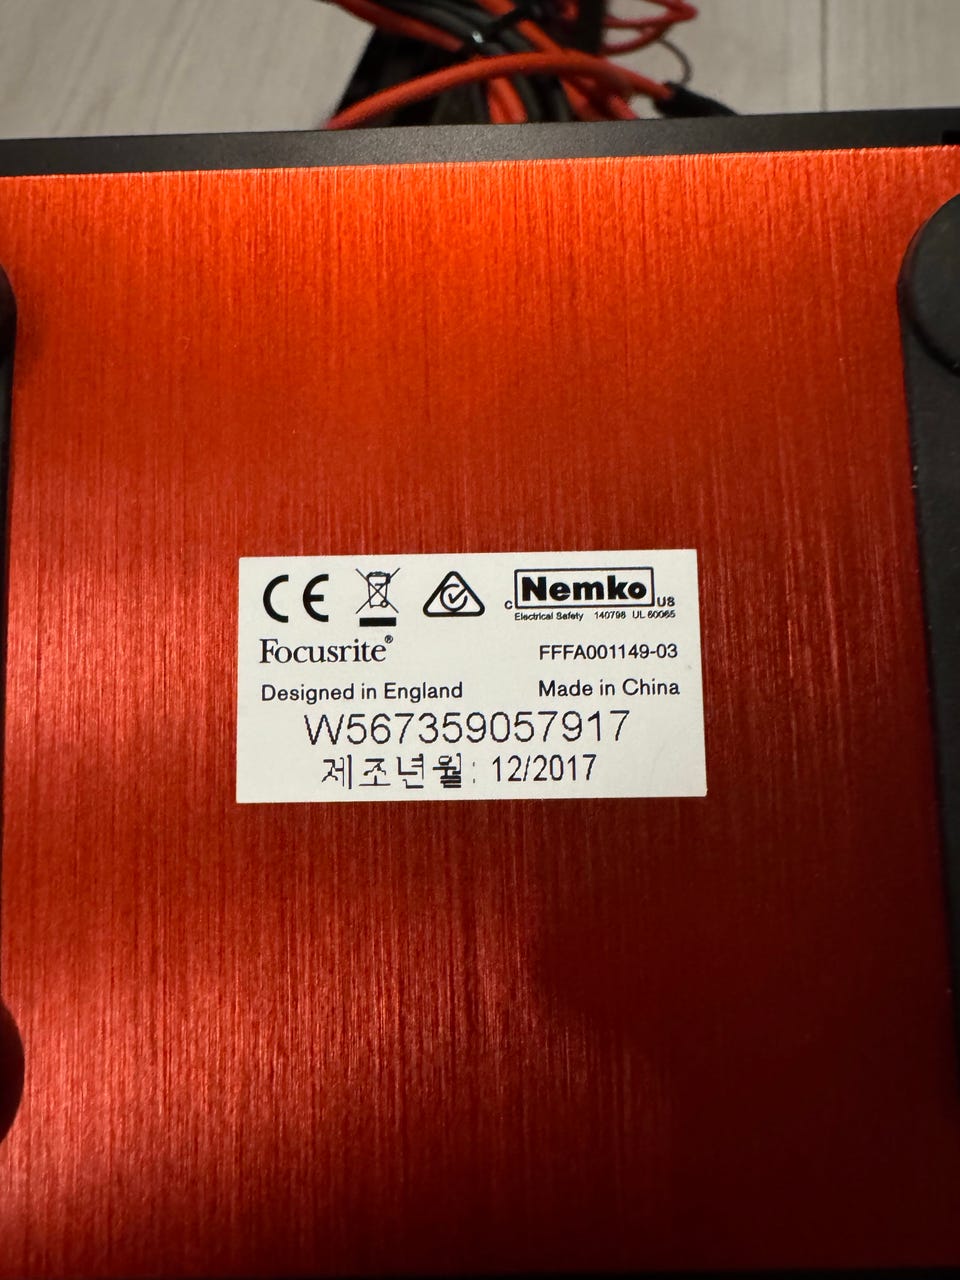 CE
c Nemko US
Electrical Safety 140798 UL 60065
Focusrite® FFFA001149-03
Designed in England Made in China
W567359057917
제조년월: 12/2017